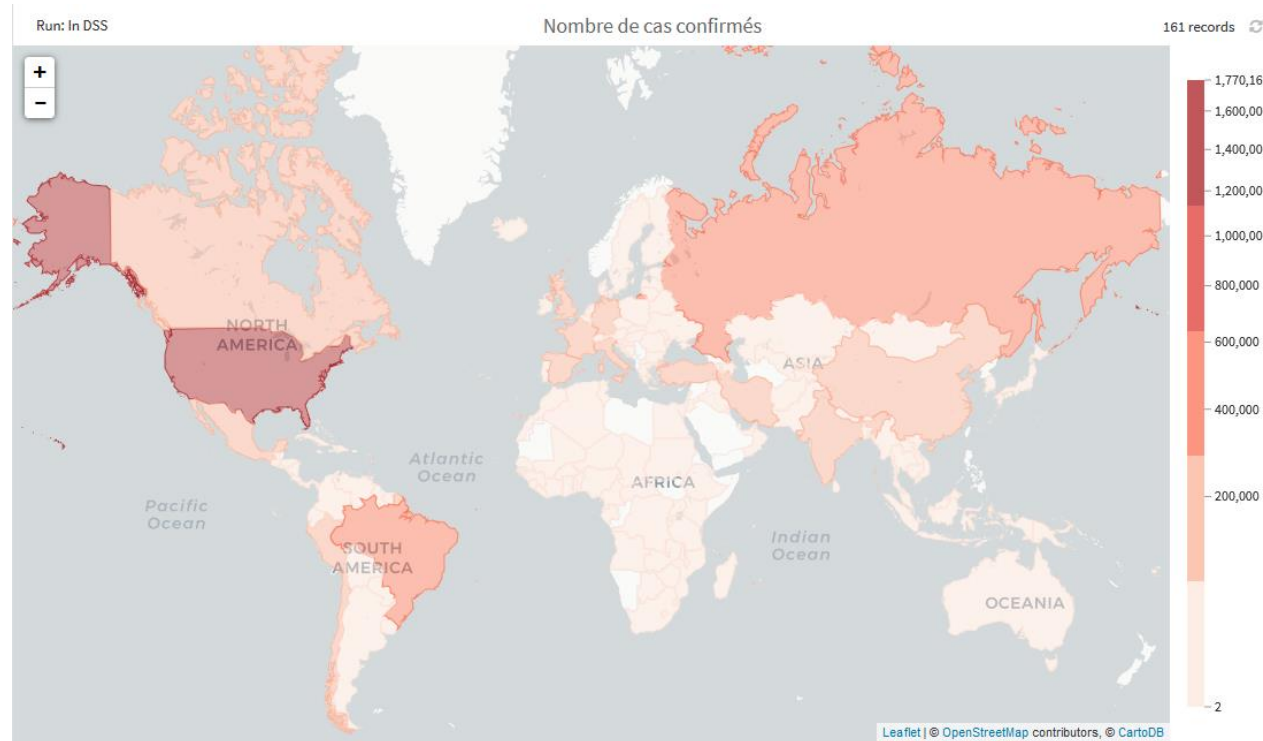 Run: In DSS
Nombre de cas confirmés
161 records
+
−
1,770,16
1,600,00
1,400,00
1,200,00
1,000,00
800,000
600,000
400,000
200,000
2
NORTH
AMERICA
ASIA
Atlantic
Ocean
AFRICA
Pacific
Ocean
Indian
Ocean
SOUTH
AMERICA
OCEANIA
Leaflet | © OpenStreetMap contributors, © CartoDB